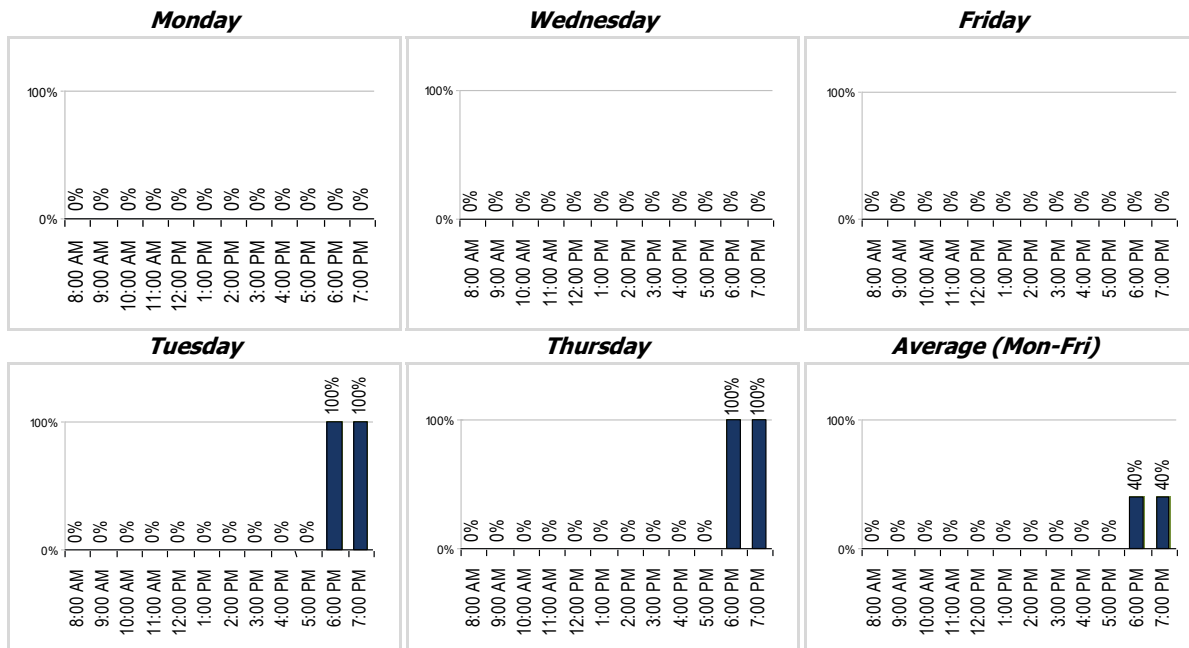 Monday
100%
0%
0% 0% 0% 0% 0% 0% 0% 0% 0% 0% 0% 0%
8:00 AM
9:00 AM
10:00 AM
11:00 AM
12:00 PM
1:00 PM
2:00 PM
3:00 PM
4:00 PM
5:00 PM
6:00 PM
7:00 PM
Wednesday
100%
0%
0% 0% 0% 0% 0% 0% 0% 0% 0% 0% 0% 0%
8:00 AM
9:00 AM
10:00 AM
11:00 AM
12:00 PM
1:00 PM
2:00 PM
3:00 PM
4:00 PM
5:00 PM
6:00 PM
7:00 PM
Friday
100%
0%
0% 0% 0% 0% 0% 0% 0% 0% 0% 0% 0% 0%
8:00 AM
9:00 AM
10:00 AM
11:00 AM
12:00 PM
1:00 PM
2:00 PM
3:00 PM
4:00 PM
5:00 PM
6:00 PM
7:00 PM
Tuesday
100%
0%
0% 0% 0% 0% 0% 0% 0% 0% 0% 0% 100% 100%
8:00 AM
9:00 AM
10:00 AM
11:00 AM
12:00 PM
1:00 PM
2:00 PM
3:00 PM
4:00 PM
5:00 PM
6:00 PM
7:00 PM
Thursday
100%
0%
0% 0% 0% 0% 0% 0% 0% 0% 0% 0% 100% 100%
8:00 AM
9:00 AM
10:00 AM
11:00 AM
12:00 PM
1:00 PM
2:00 PM
3:00 PM
4:00 PM
5:00 PM
6:00 PM
7:00 PM
Average (Mon-Fri)
100%
0%
0% 0% 0% 0% 0% 0% 0% 0% 0% 0% 40% 40%
8:00 AM
9:00 AM
10:00 AM
11:00 AM
12:00 PM
1:00 PM
2:00 PM
3:00 PM
4:00 PM
5:00 PM
6:00 PM
7:00 PM